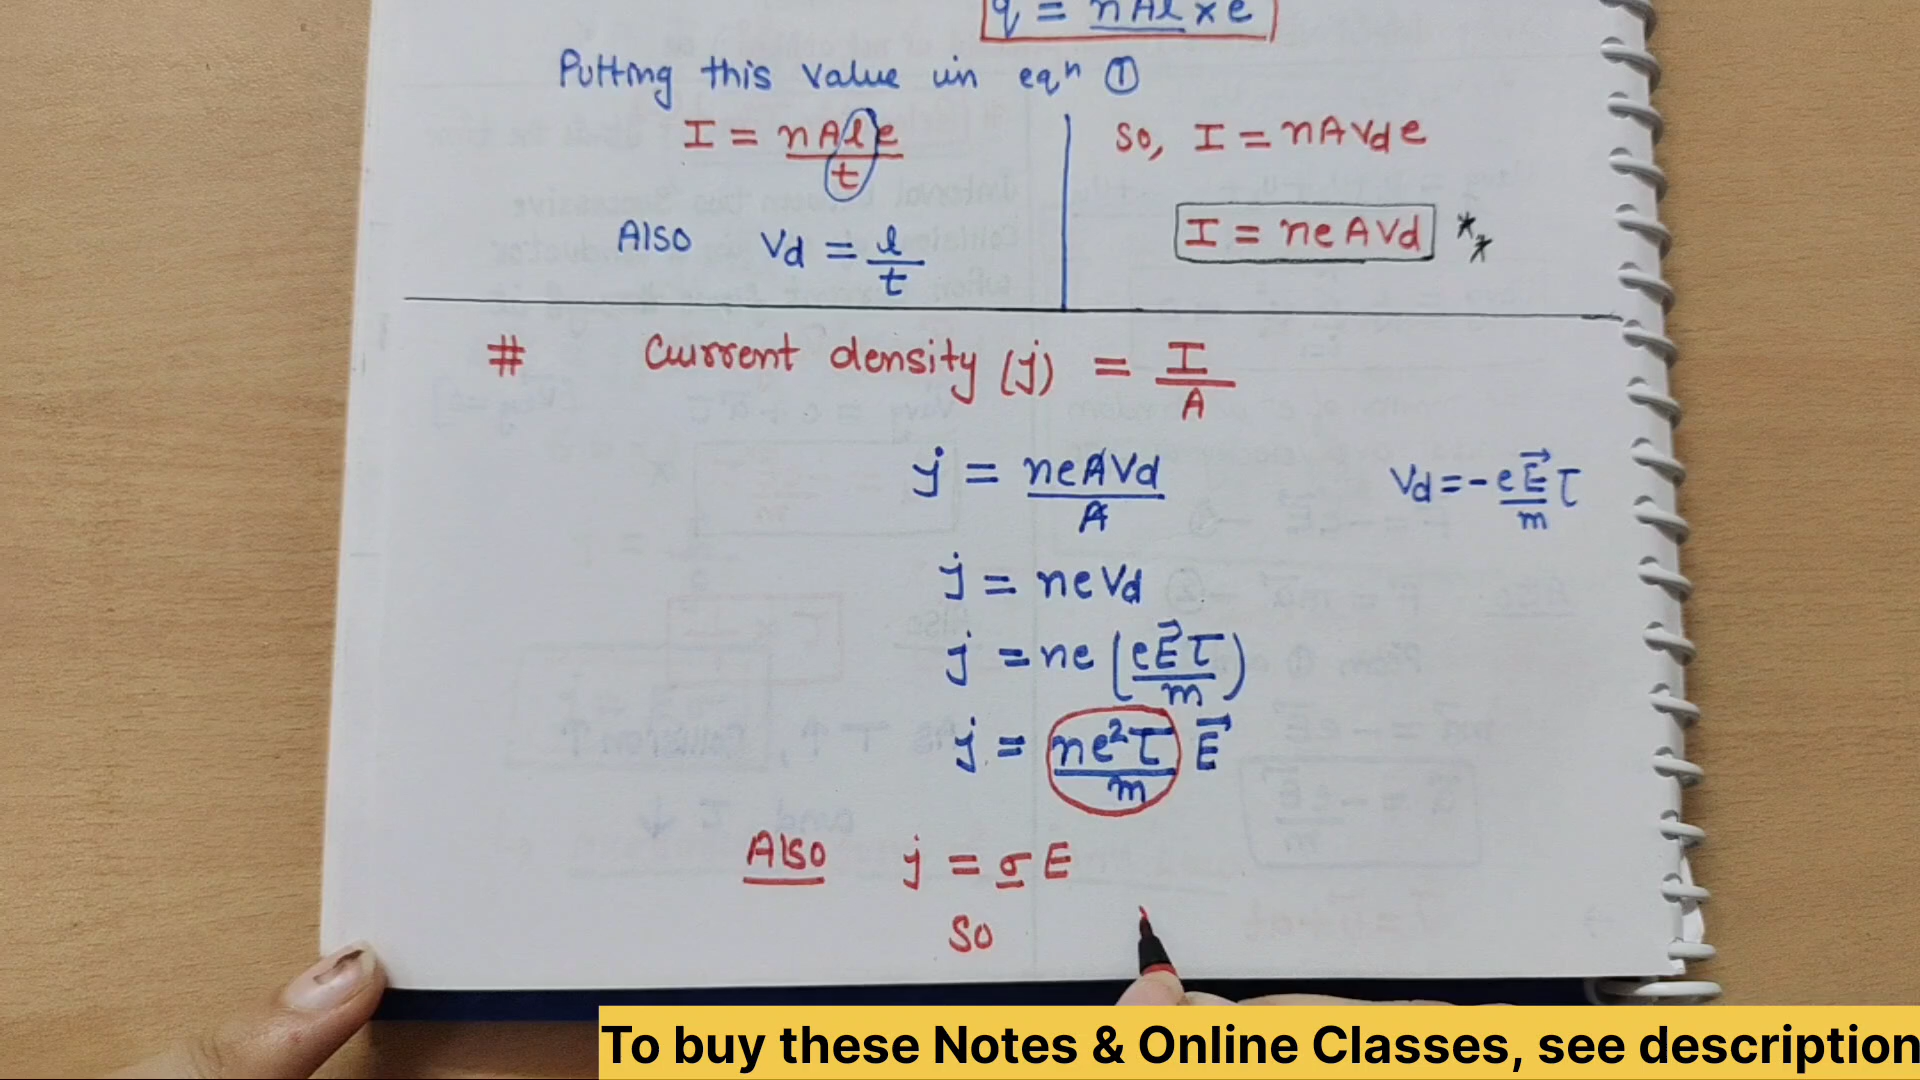 q = nAl × e
Putting this value in eqn ①
I = nAle/t
Also Vd = l/t
So, I = nAVde
I = neAVd **
# Current density (j) = I/A
j = neAVd/A
Vd = -eE⃗/m τ
j = neVd
j = ne(eE⃗τ/m)
j = ne²τ/m E⃗
Also j = σE
So
To buy these Notes & Online Classes, see description